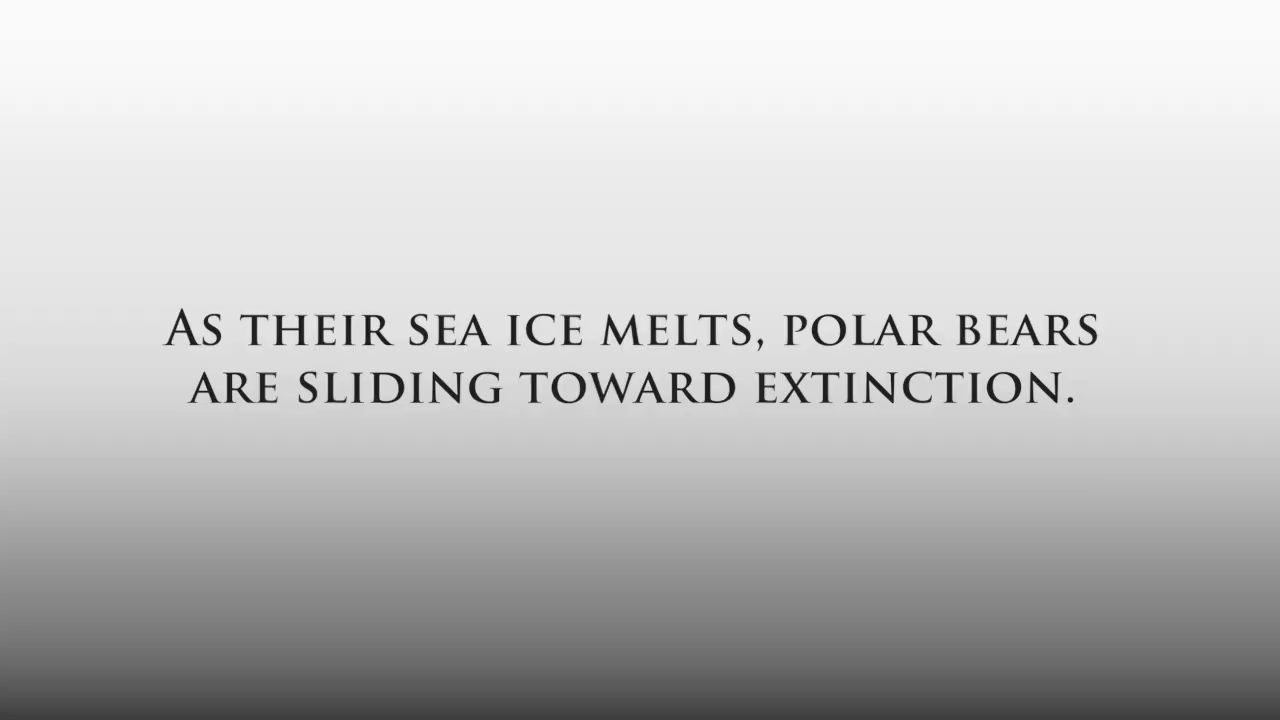 As their sea ice melts, polar bears
are sliding toward extinction.